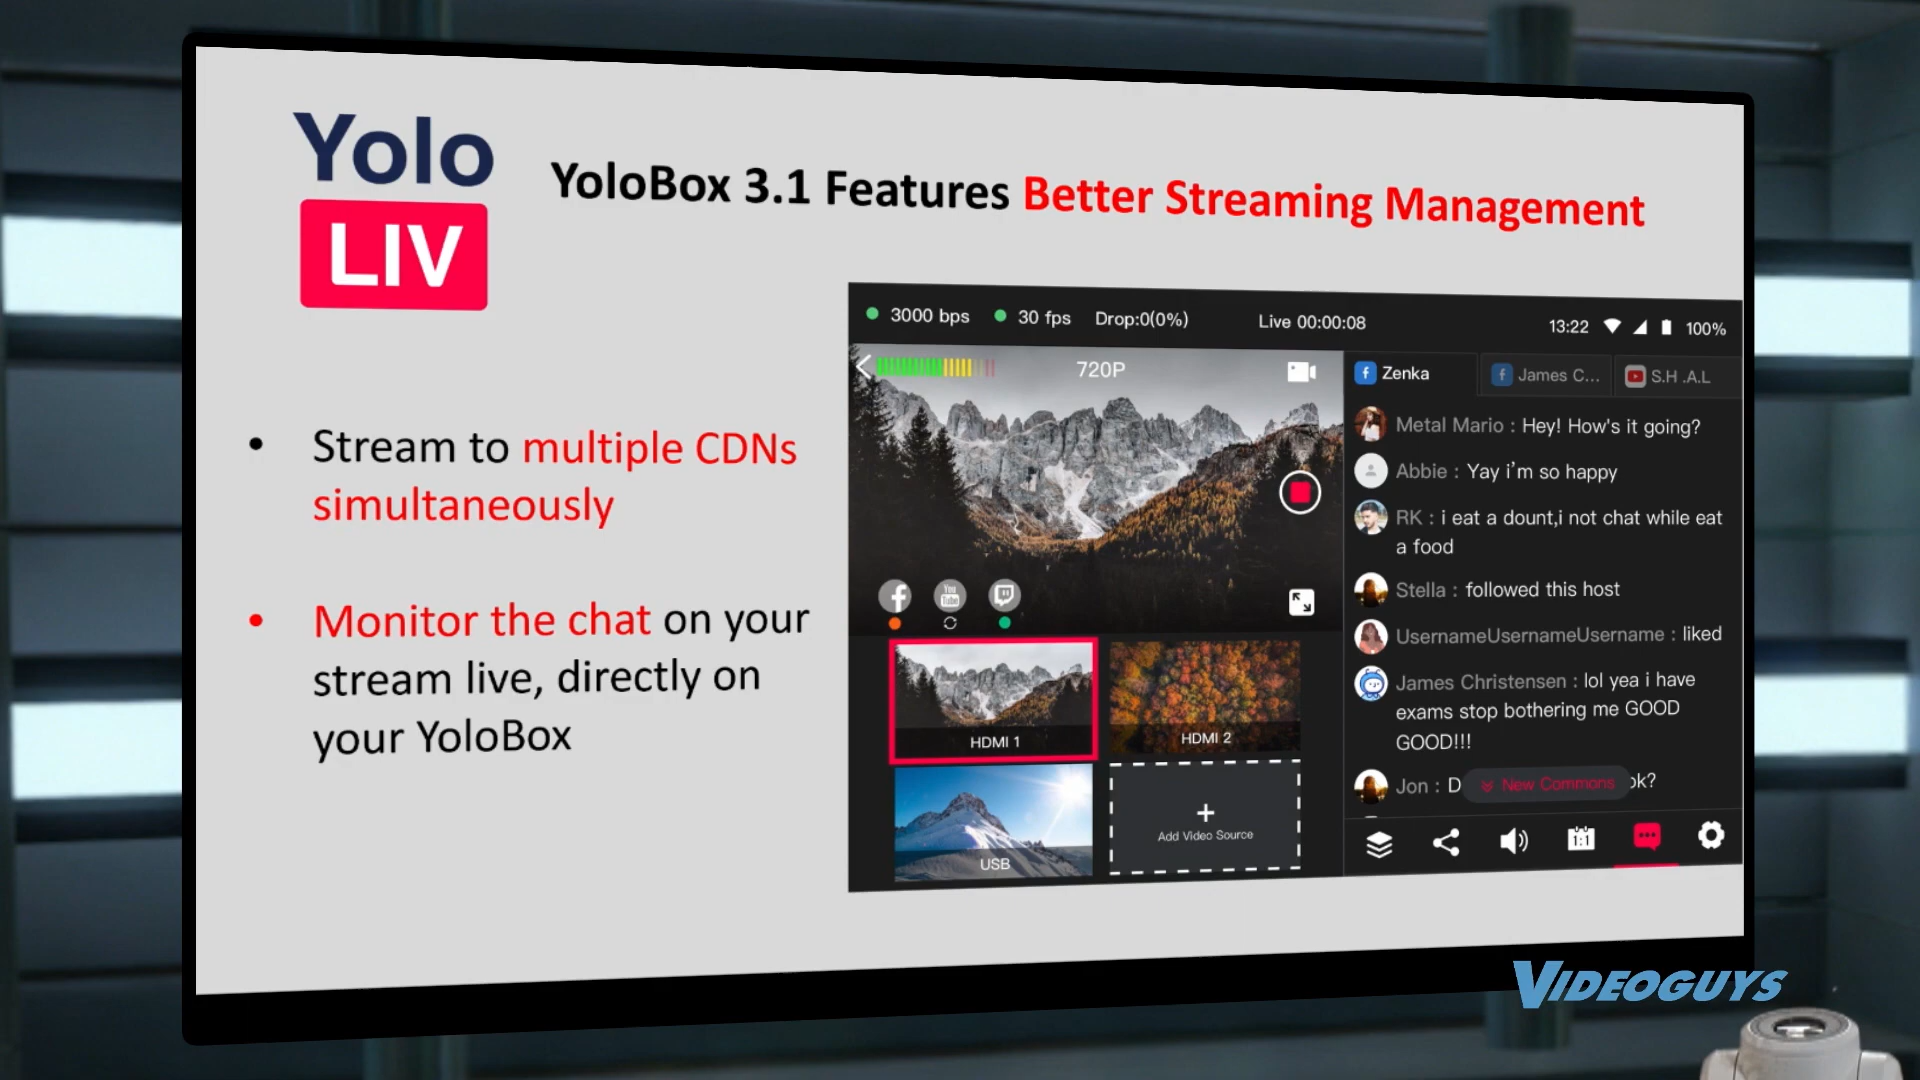 Yolo
LIV
YoloBox 3.1 Features Better Streaming Management
• Stream to multiple CDNs
simultaneously
• Monitor the chat on your
stream live, directly on
your YoloBox
3000 bps 30 fps Drop:0(0%) Live 00:00:08 13:22 100%
720P
You
Tube
HDMI 1
HDMI 2
USB
+
Add Video Source
Zenka James C... S.H .A.L
Metal Mario : Hey! How's it going?
Abbie : Yay i'm so happy
RK : i eat a dount,i not chat while eat
a food
Stella : followed this host
UsernameUsernameUsername : liked
James Christensen : lol yea i have
exams stop bothering me GOOD
GOOD!!!
Jon : D New Commons ok?
1:1
VIDEOGUYS